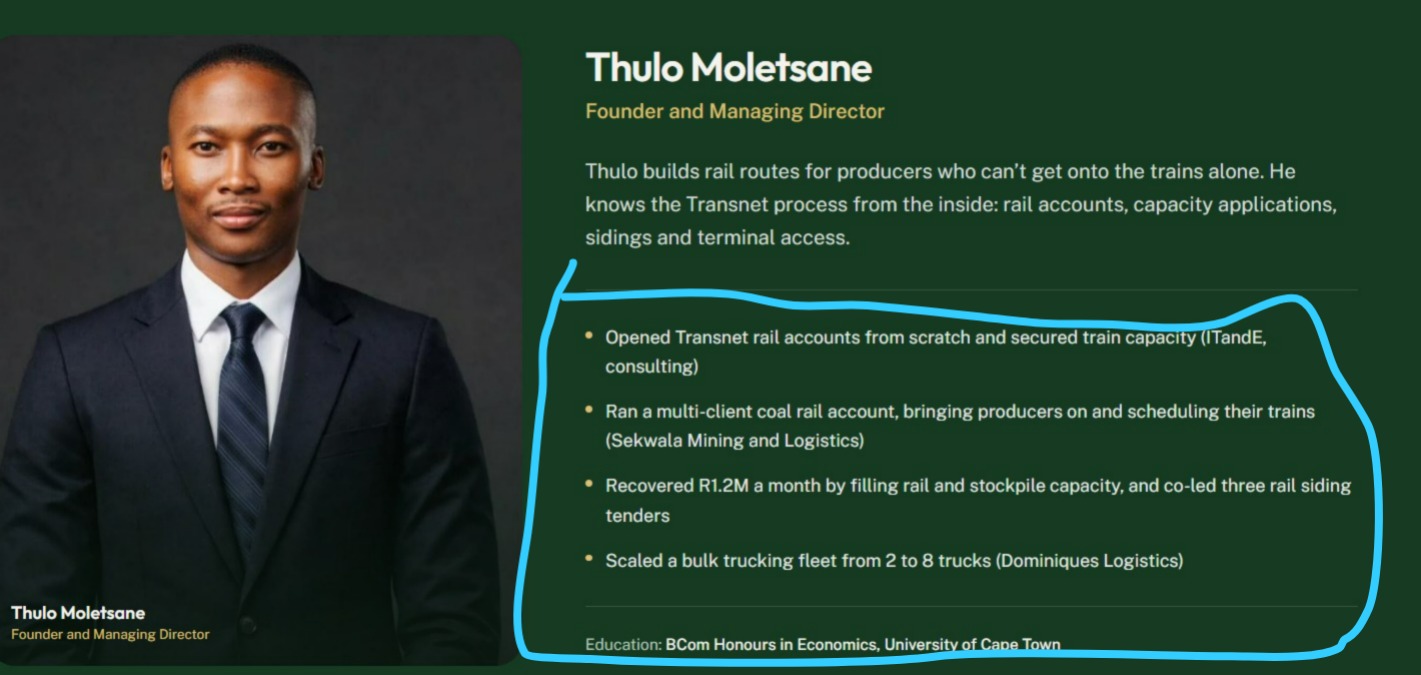 Thulo Moletsane
Founder and Managing Director
Thulo builds rail routes for producers who can’t get onto the trains alone. He
knows the Transnet process from the inside: rail accounts, capacity applications,
sidings and terminal access.
• Opened Transnet rail accounts from scratch and secured train capacity (ITandE,
consulting)
• Ran a multi-client coal rail account, bringing producers on and scheduling their trains
(Sekwala Mining and Logistics)
• Recovered R1.2M a month by filling rail and stockpile capacity, and co-led three rail siding
tenders
• Scaled a bulk trucking fleet from 2 to 8 trucks (Dominiques Logistics)
Education: BCom Honours in Economics, University of Cape Town
Thulo Moletsane
Founder and Managing Director